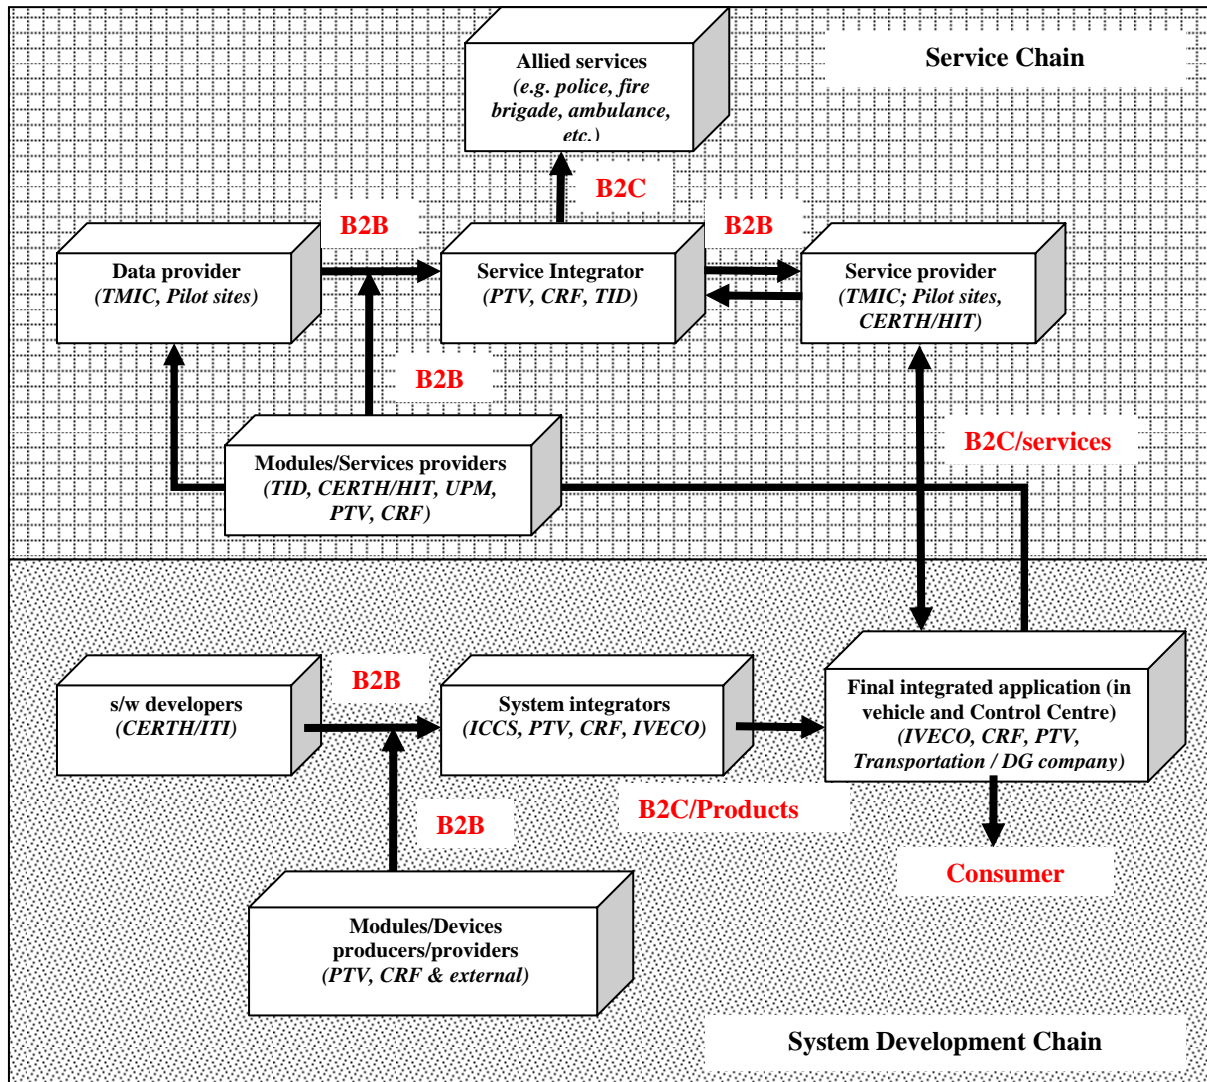 Service Chain
Allied services
(e.g. police, fire
brigade, ambulance,
etc.)
B2C
B2B
B2B
Data provider
(TMIC, Pilot sites)
Service Integrator
(PTV, CRF, TID)
Service provider
(TMIC; Pilot sites,
CERTH/HIT)
B2B
B2C/services
Modules/Services providers
(TID, CERTH/HIT, UPM,
PTV, CRF)
s/w developers
(CERTH/ITI)
B2B
System integrators
(ICCS, PTV, CRF, IVECO)
Final integrated application (in
vehicle and Control Centre)
(IVECO, CRF, PTV,
Transportation / DG company)
B2B
B2C/Products
Consumer
Modules/Devices
producers/providers
(PTV, CRF & external)
System Development Chain